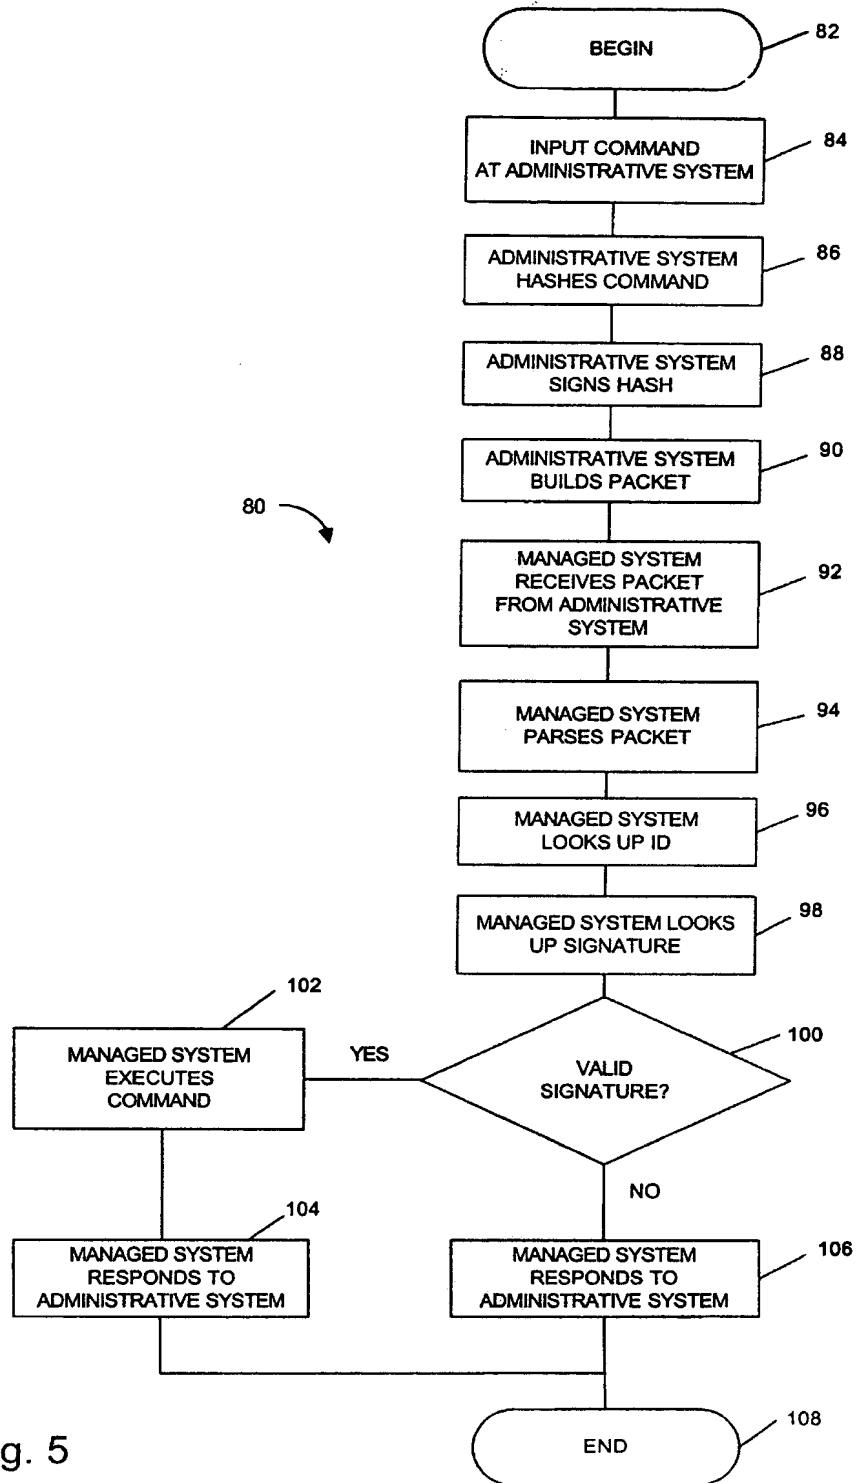 BEGIN
82
INPUT COMMAND
AT ADMINISTRATIVE SYSTEM
84
ADMINISTRATIVE SYSTEM
HASHES COMMAND
86
ADMINISTRATIVE SYSTEM
SIGNS HASH
88
ADMINISTRATIVE SYSTEM
BUILDS PACKET
90
80
MANAGED SYSTEM
RECEIVES PACKET
FROM ADMINISTRATIVE
SYSTEM
92
MANAGED SYSTEM
PARSES PACKET
94
MANAGED SYSTEM
LOOKS UP ID
96
MANAGED SYSTEM LOOKS
UP SIGNATURE
98
VALID
SIGNATURE?
100
YES
102
MANAGED SYSTEM
EXECUTES
COMMAND
NO
104
MANAGED SYSTEM
RESPONDS TO
ADMINISTRATIVE SYSTEM
MANAGED SYSTEM
RESPONDS TO
ADMINISTRATIVE SYSTEM
106
END
108
g. 5